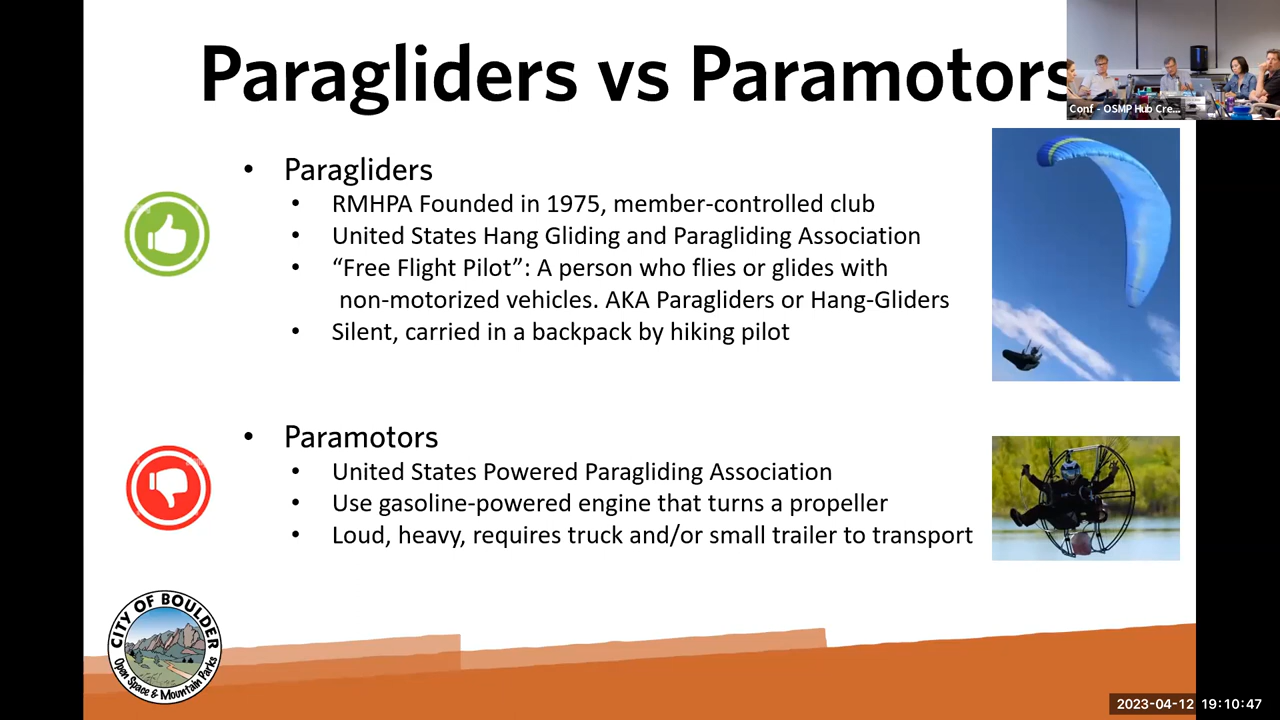 Paragliders vs Paramotors
Conf - OSMP Hub Cre...
• Paragliders
• RMHPA Founded in 1975, member-controlled club
• United States Hang Gliding and Paragliding Association
• “Free Flight Pilot”: A person who flies or glides with
non-motorized vehicles. AKA Paragliders or Hang-Gliders
• Silent, carried in a backpack by hiking pilot
• Paramotors
• United States Powered Paragliding Association
• Use gasoline-powered engine that turns a propeller
• Loud, heavy, requires truck and/or small trailer to transport
CITY OF BOULDER
Open Space & Mountain Parks
2023-04-12 19:10:47